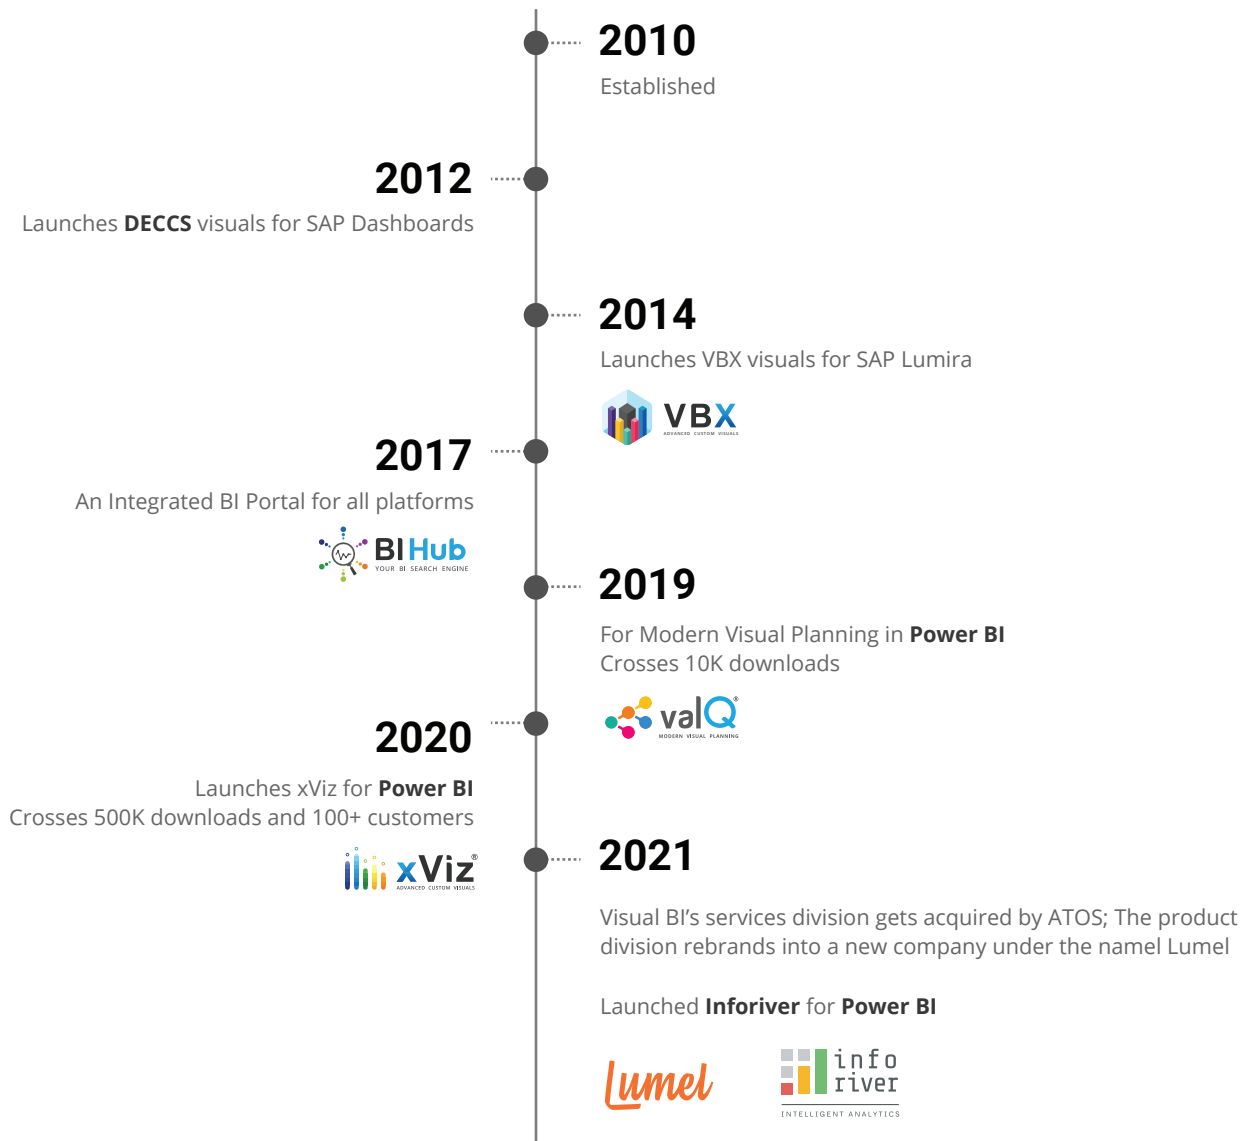 2010
Established
2012
Launches DECCS visuals for SAP Dashboards
2014
Launches VBX visuals for SAP Lumira
VBX
ADVANCED CUSTOM VISUALS
2017
An Integrated BI Portal for all platforms
BI Hub
YOUR BI SEARCH ENGINE
2019
For Modern Visual Planning in Power BI
Crosses 10K downloads
valQ®
MODERN VISUAL PLANNING
2020
Launches xViz for Power BI
Crosses 500K downloads and 100+ customers
xViz®
ADVANCED CUSTOM VISUALS
2021
Visual BI’s services division gets acquired by ATOS; The product
division rebrands into a new company under the namel Lumel
Launched Inforiver for Power BI
Lumel
info
river
INTELLIGENT ANALYTICS